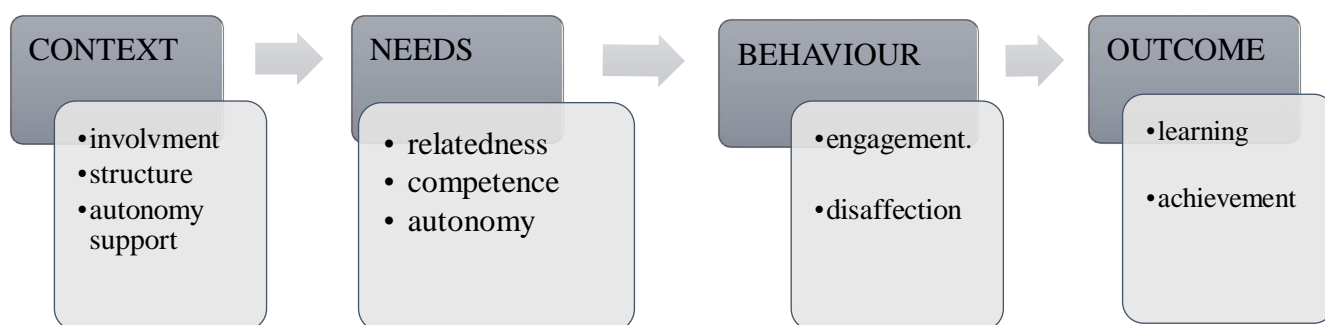 CONTEXT
•involvment
•structure
•autonomy
support
NEEDS
• relatedness
• competence
• autonomy
BEHAVIOUR
•engagement.
•disaffection
OUTCOME
•learning
•achievement